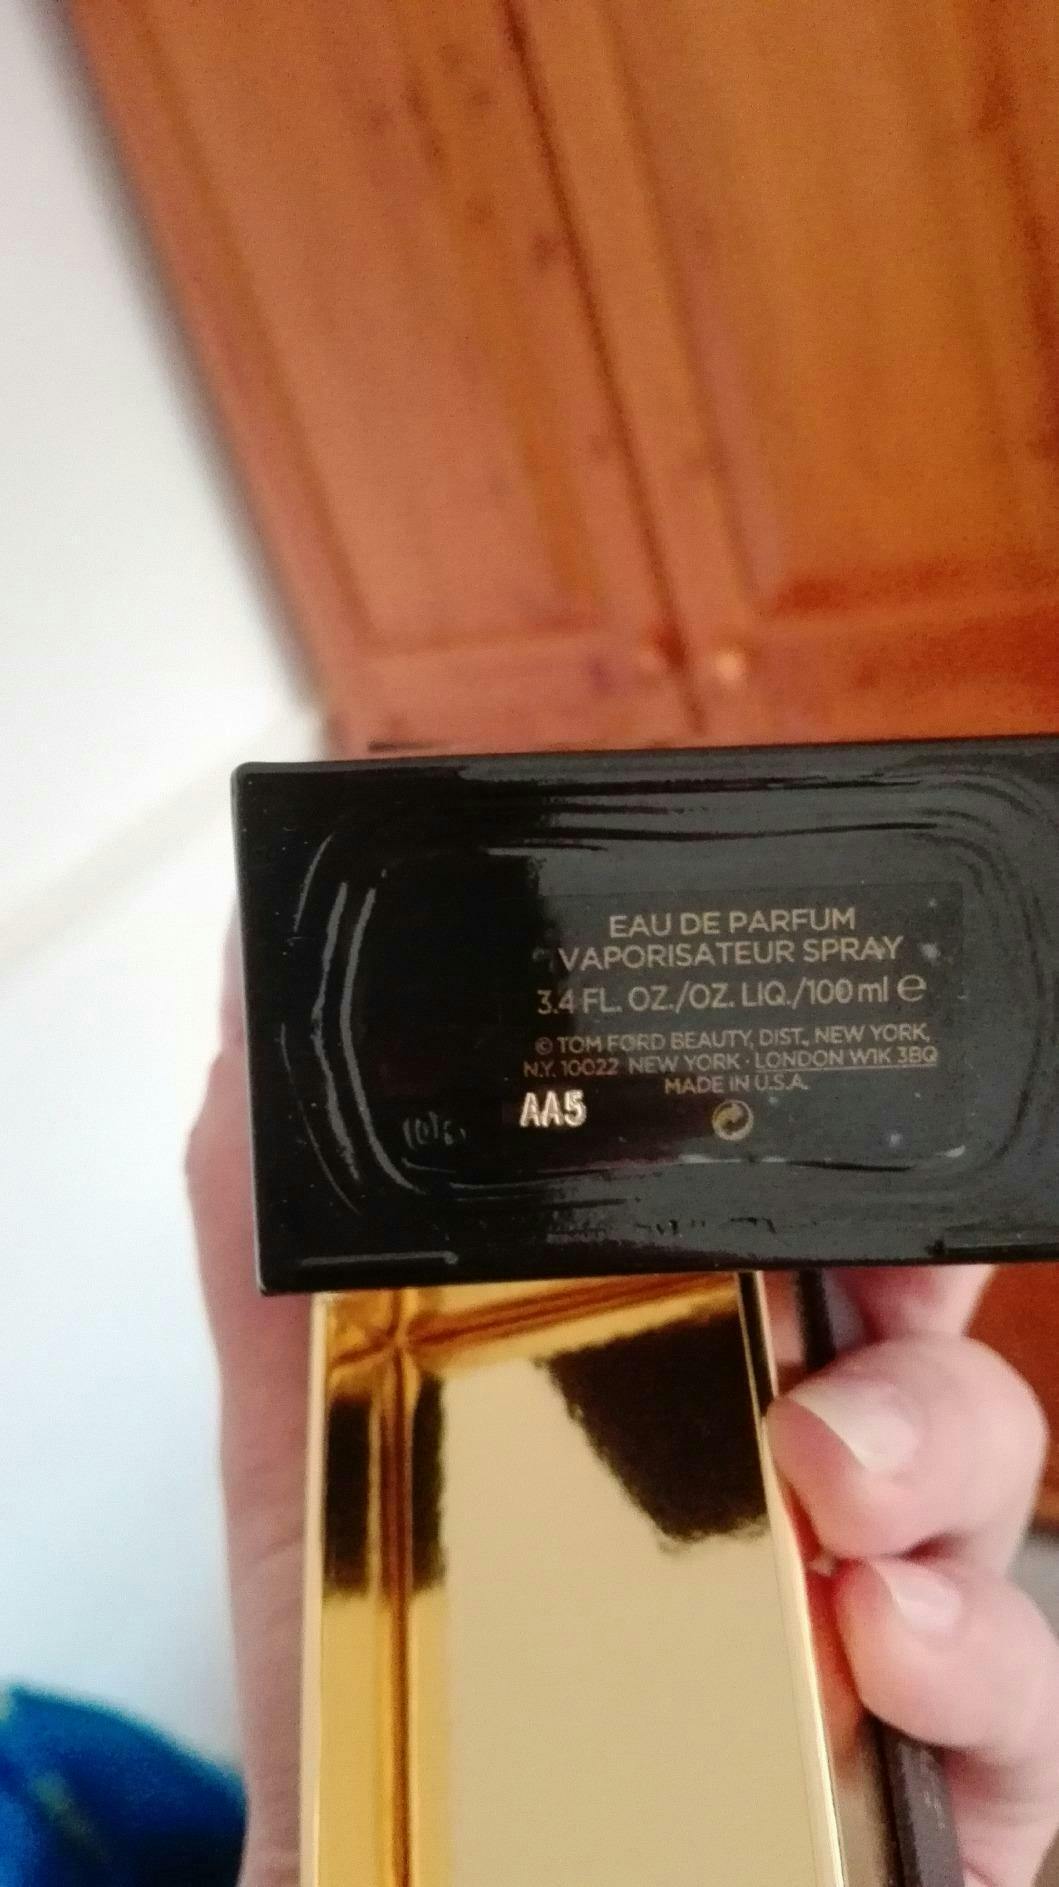 EAU DE PARFUM
VAPORISATEUR SPRAY
3.4 FL. OZ./OZ. LIQ./100 ml ℮
© TOM FORD BEAUTY, DIST., NEW YORK,
N.Y. 10022 NEW YORK · LONDON W1K 3BQ
MADE IN U.S.A.
AA5